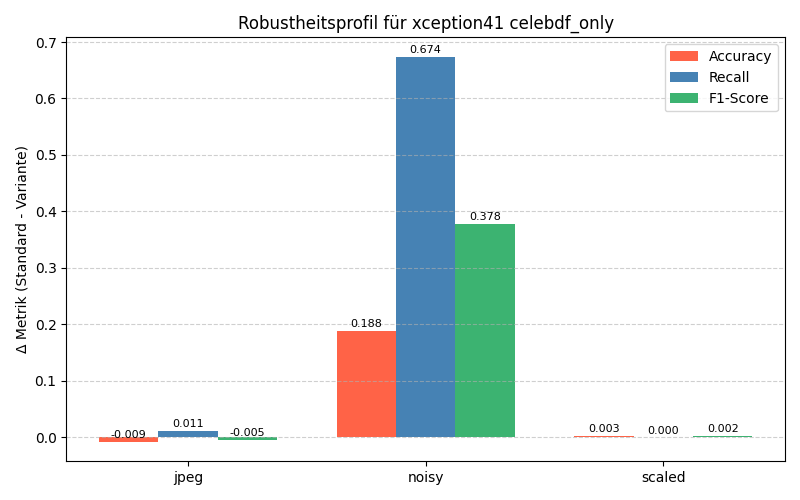 Robustheitsprofil für xception41 celebdf_only
Δ Metrik (Standard - Variante)
0.7
0.6
0.5
0.4
0.3
0.2
0.1
0.0
Accuracy
Recall
F1-Score
-0.009
0.011
-0.005
0.188
0.674
0.378
0.003
0.000
0.002
jpeg
noisy
scaled